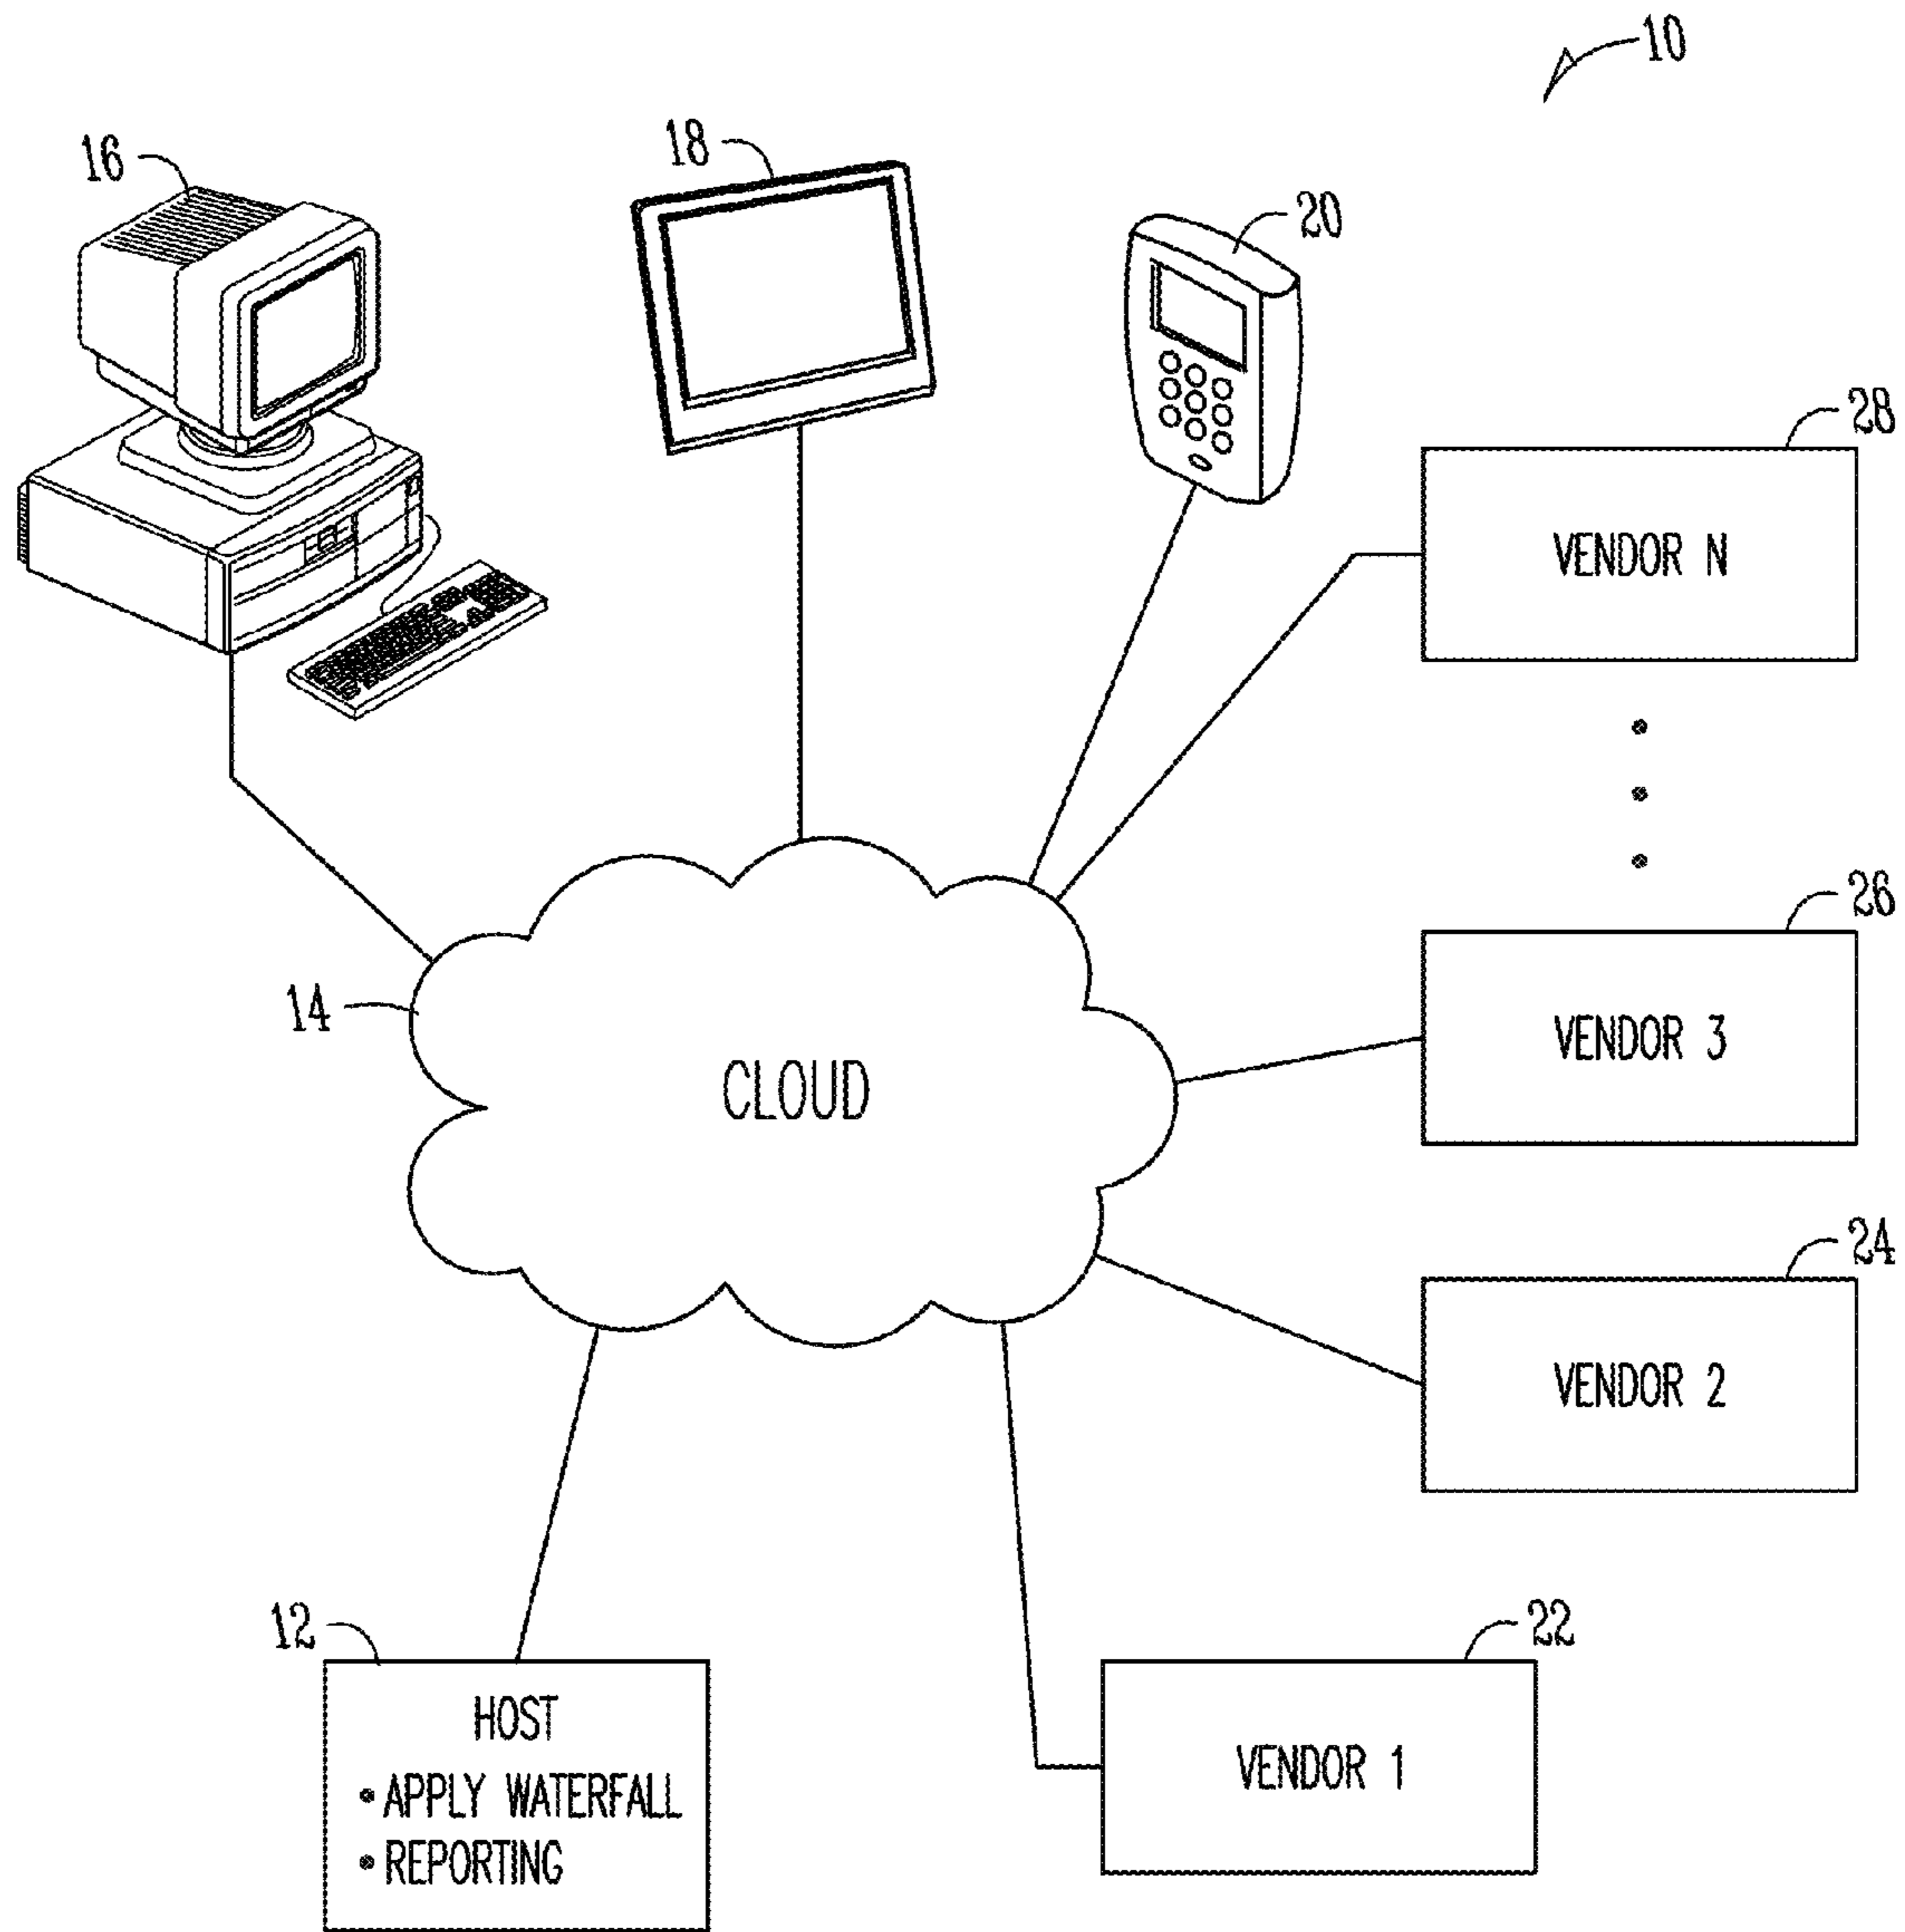 10
16
18
20
28
VENDOR N
26
VENDOR 3
14
CLOUD
24
VENDOR 2
12
HOST
• APPLY WATERFALL
• REPORTING
22
VENDOR 1